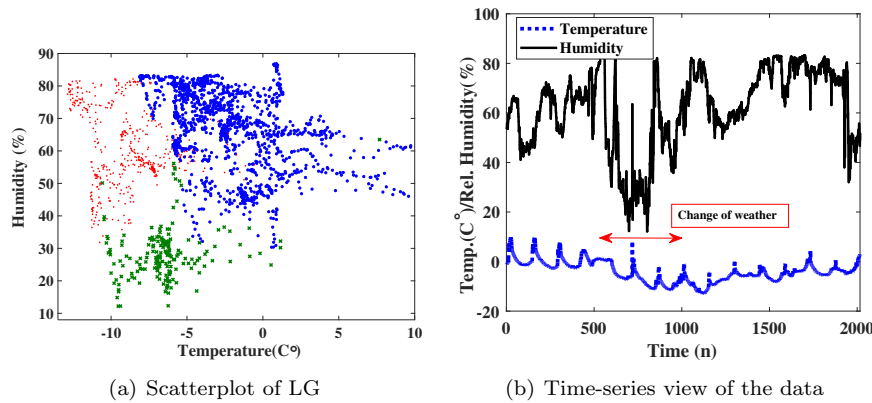 90
80
70
60
50
40
30
20
10
Humidity (%)
-10
-5
0
5
10
Temperature(C°)
(a) Scatterplot of LG
100
80
60
40
20
0
-20
Temp.(C°)/Rel. Humidity(%)
Temperature
Humidity
Change of weather
0
500
1000
1500
2000
Time (n)
(b) Time-series view of the data